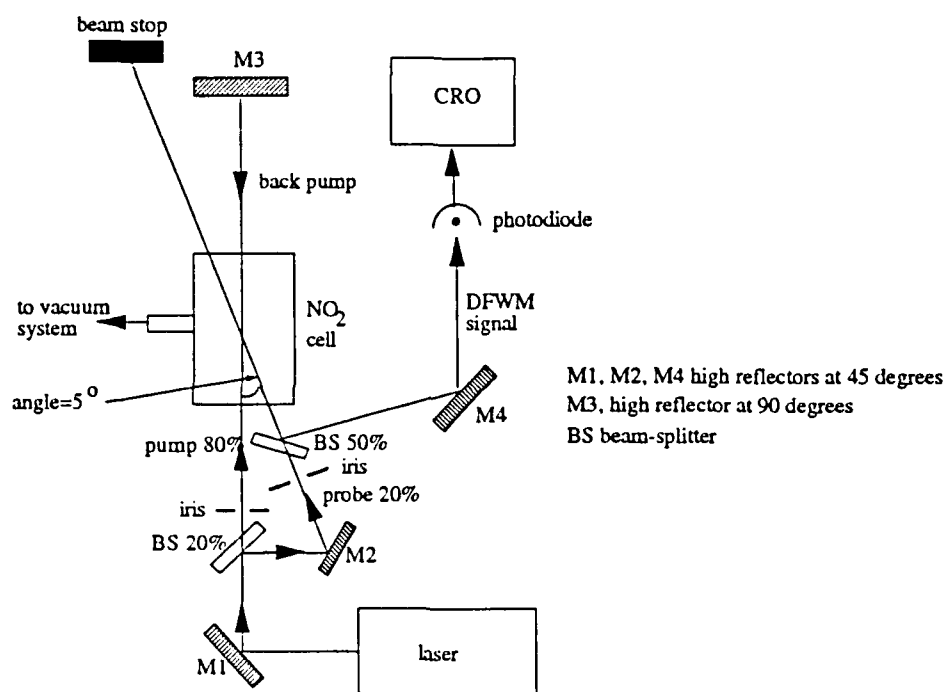 beam stop
M3
CRO
back pump
photodiode
to vacuum
system
NO2
cell
DFWM
signal
angle=5°
M4
M1, M2, M4 high reflectors at 45 degrees
M3, high reflector at 90 degrees
BS beam-splitter
pump 80%
BS 50%
iris
probe 20%
iris
BS 20%
M2
M1
laser